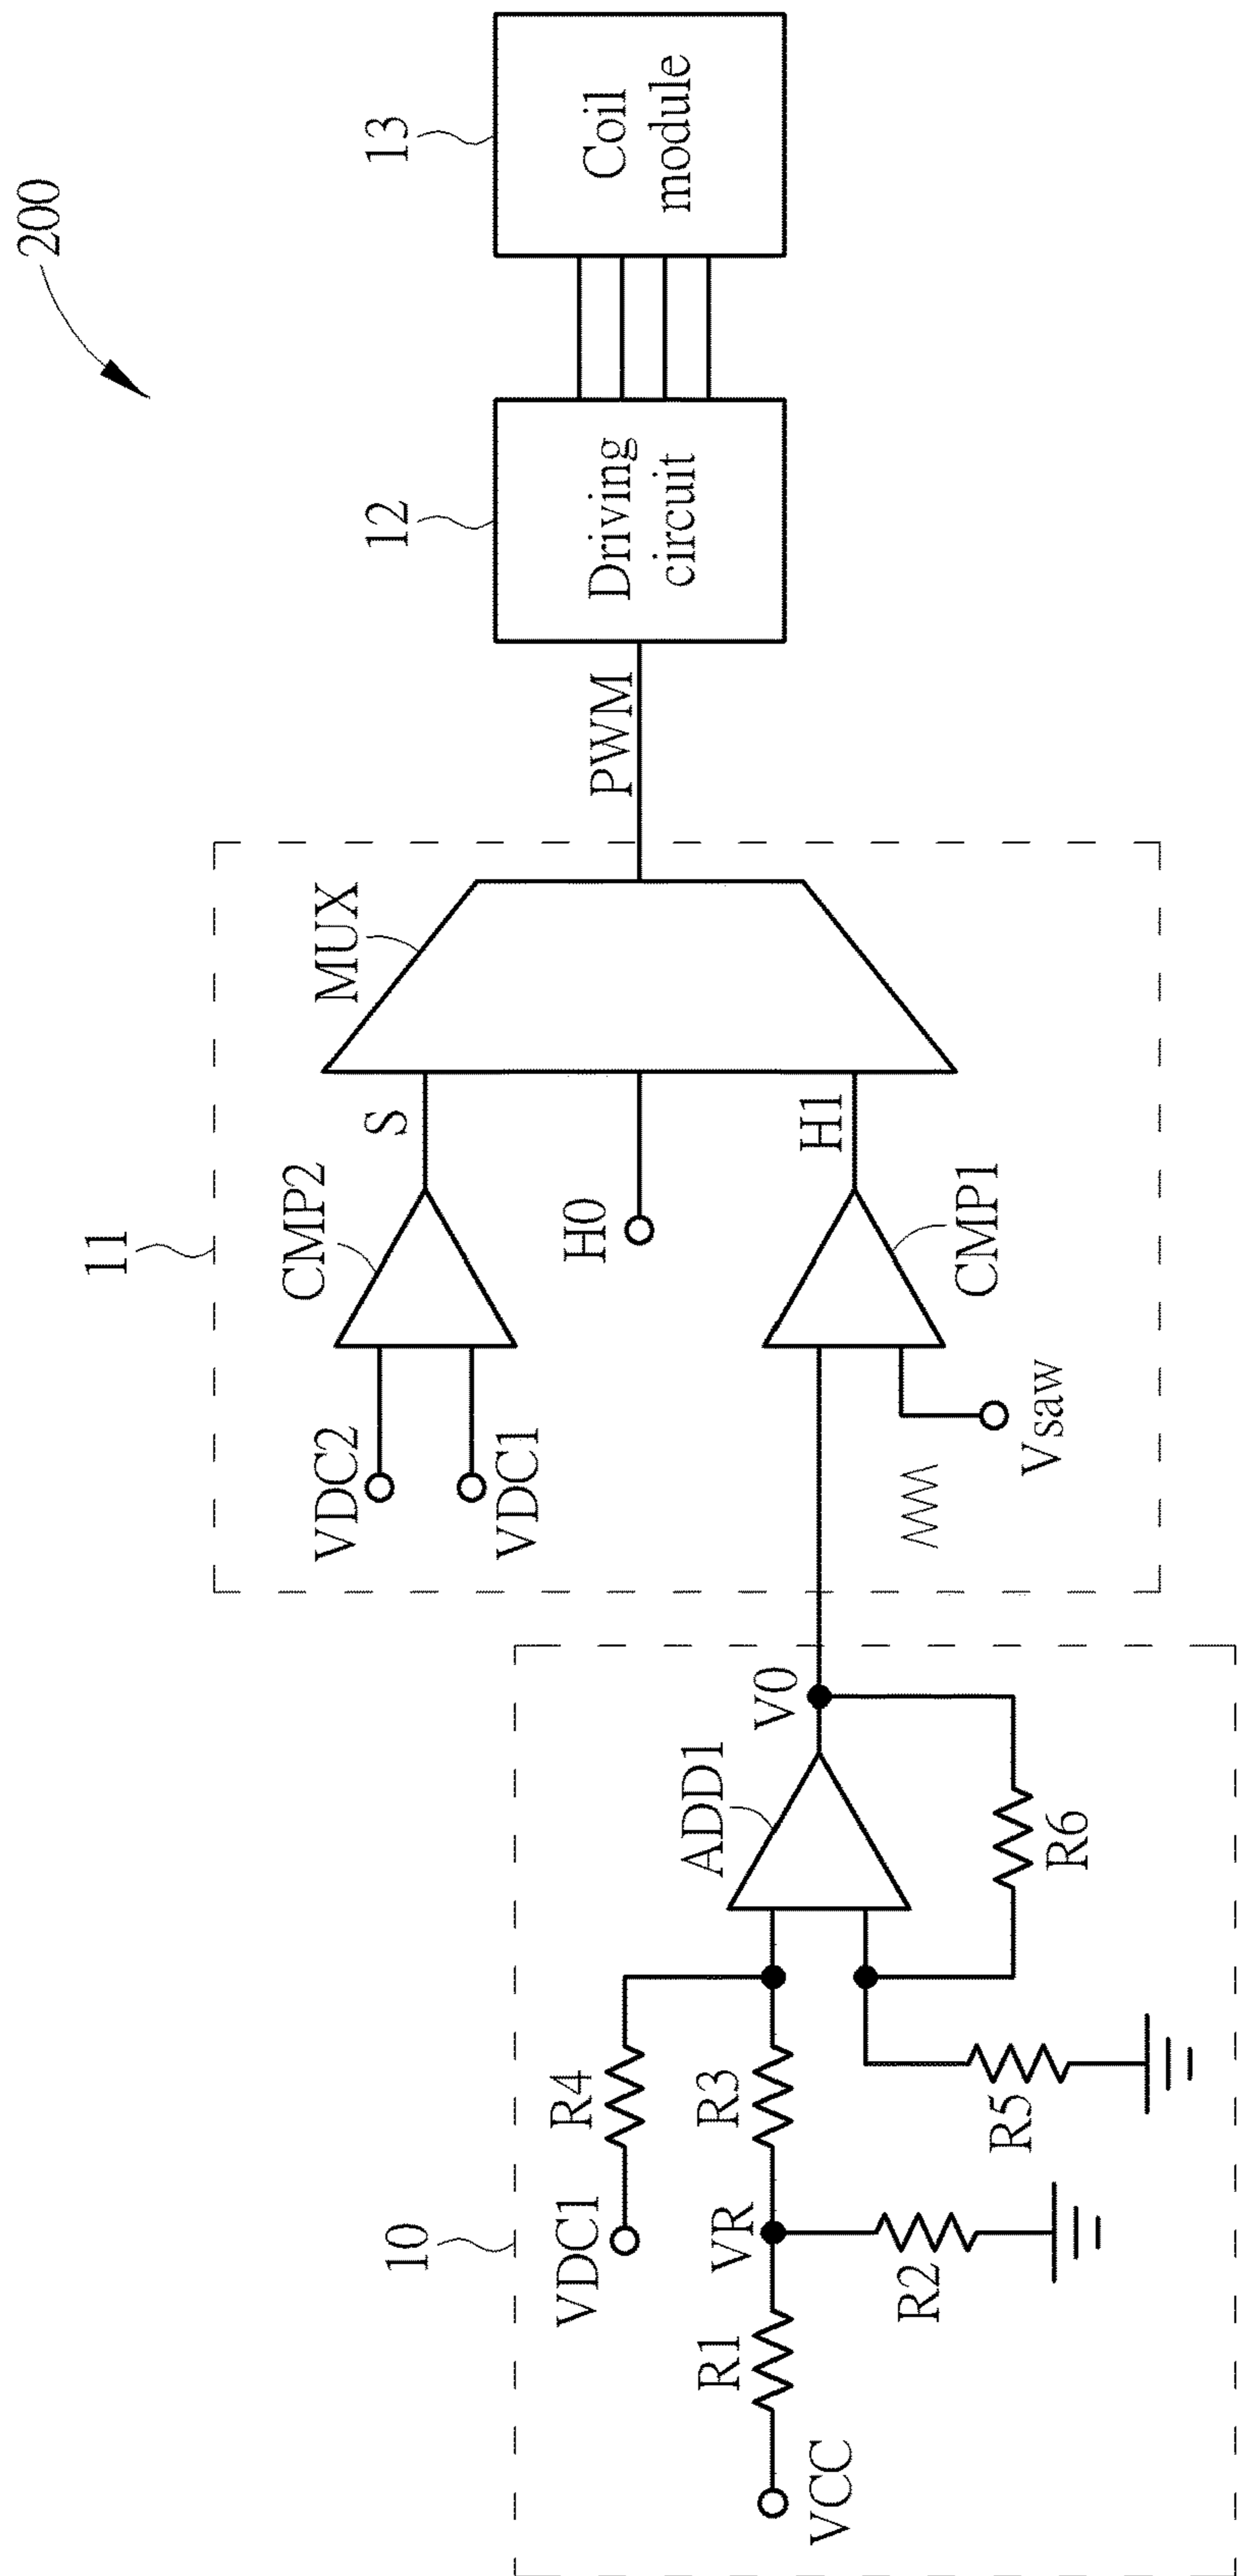 200
10
VCC
R1
VR
R2
VDC1
R4
R3
R5
ADD1
V0
R6
11
VDC2
VDC1
CMP2
S
H0
Vsaw
CMP1
H1
MUX
PWM
12
Driving
circuit
13
Coil
module